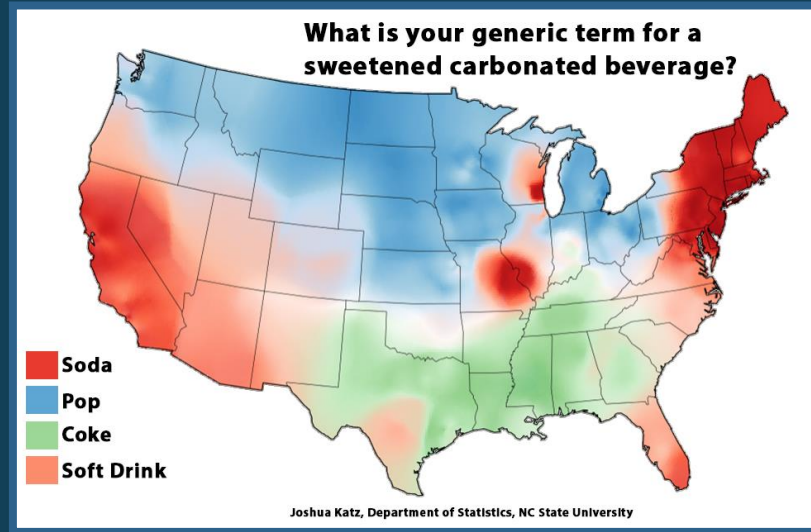 What is your generic term for a
sweetened carbonated beverage?
Soda
Pop
Coke
Soft Drink
Joshua Katz, Department of Statistics, NC State University